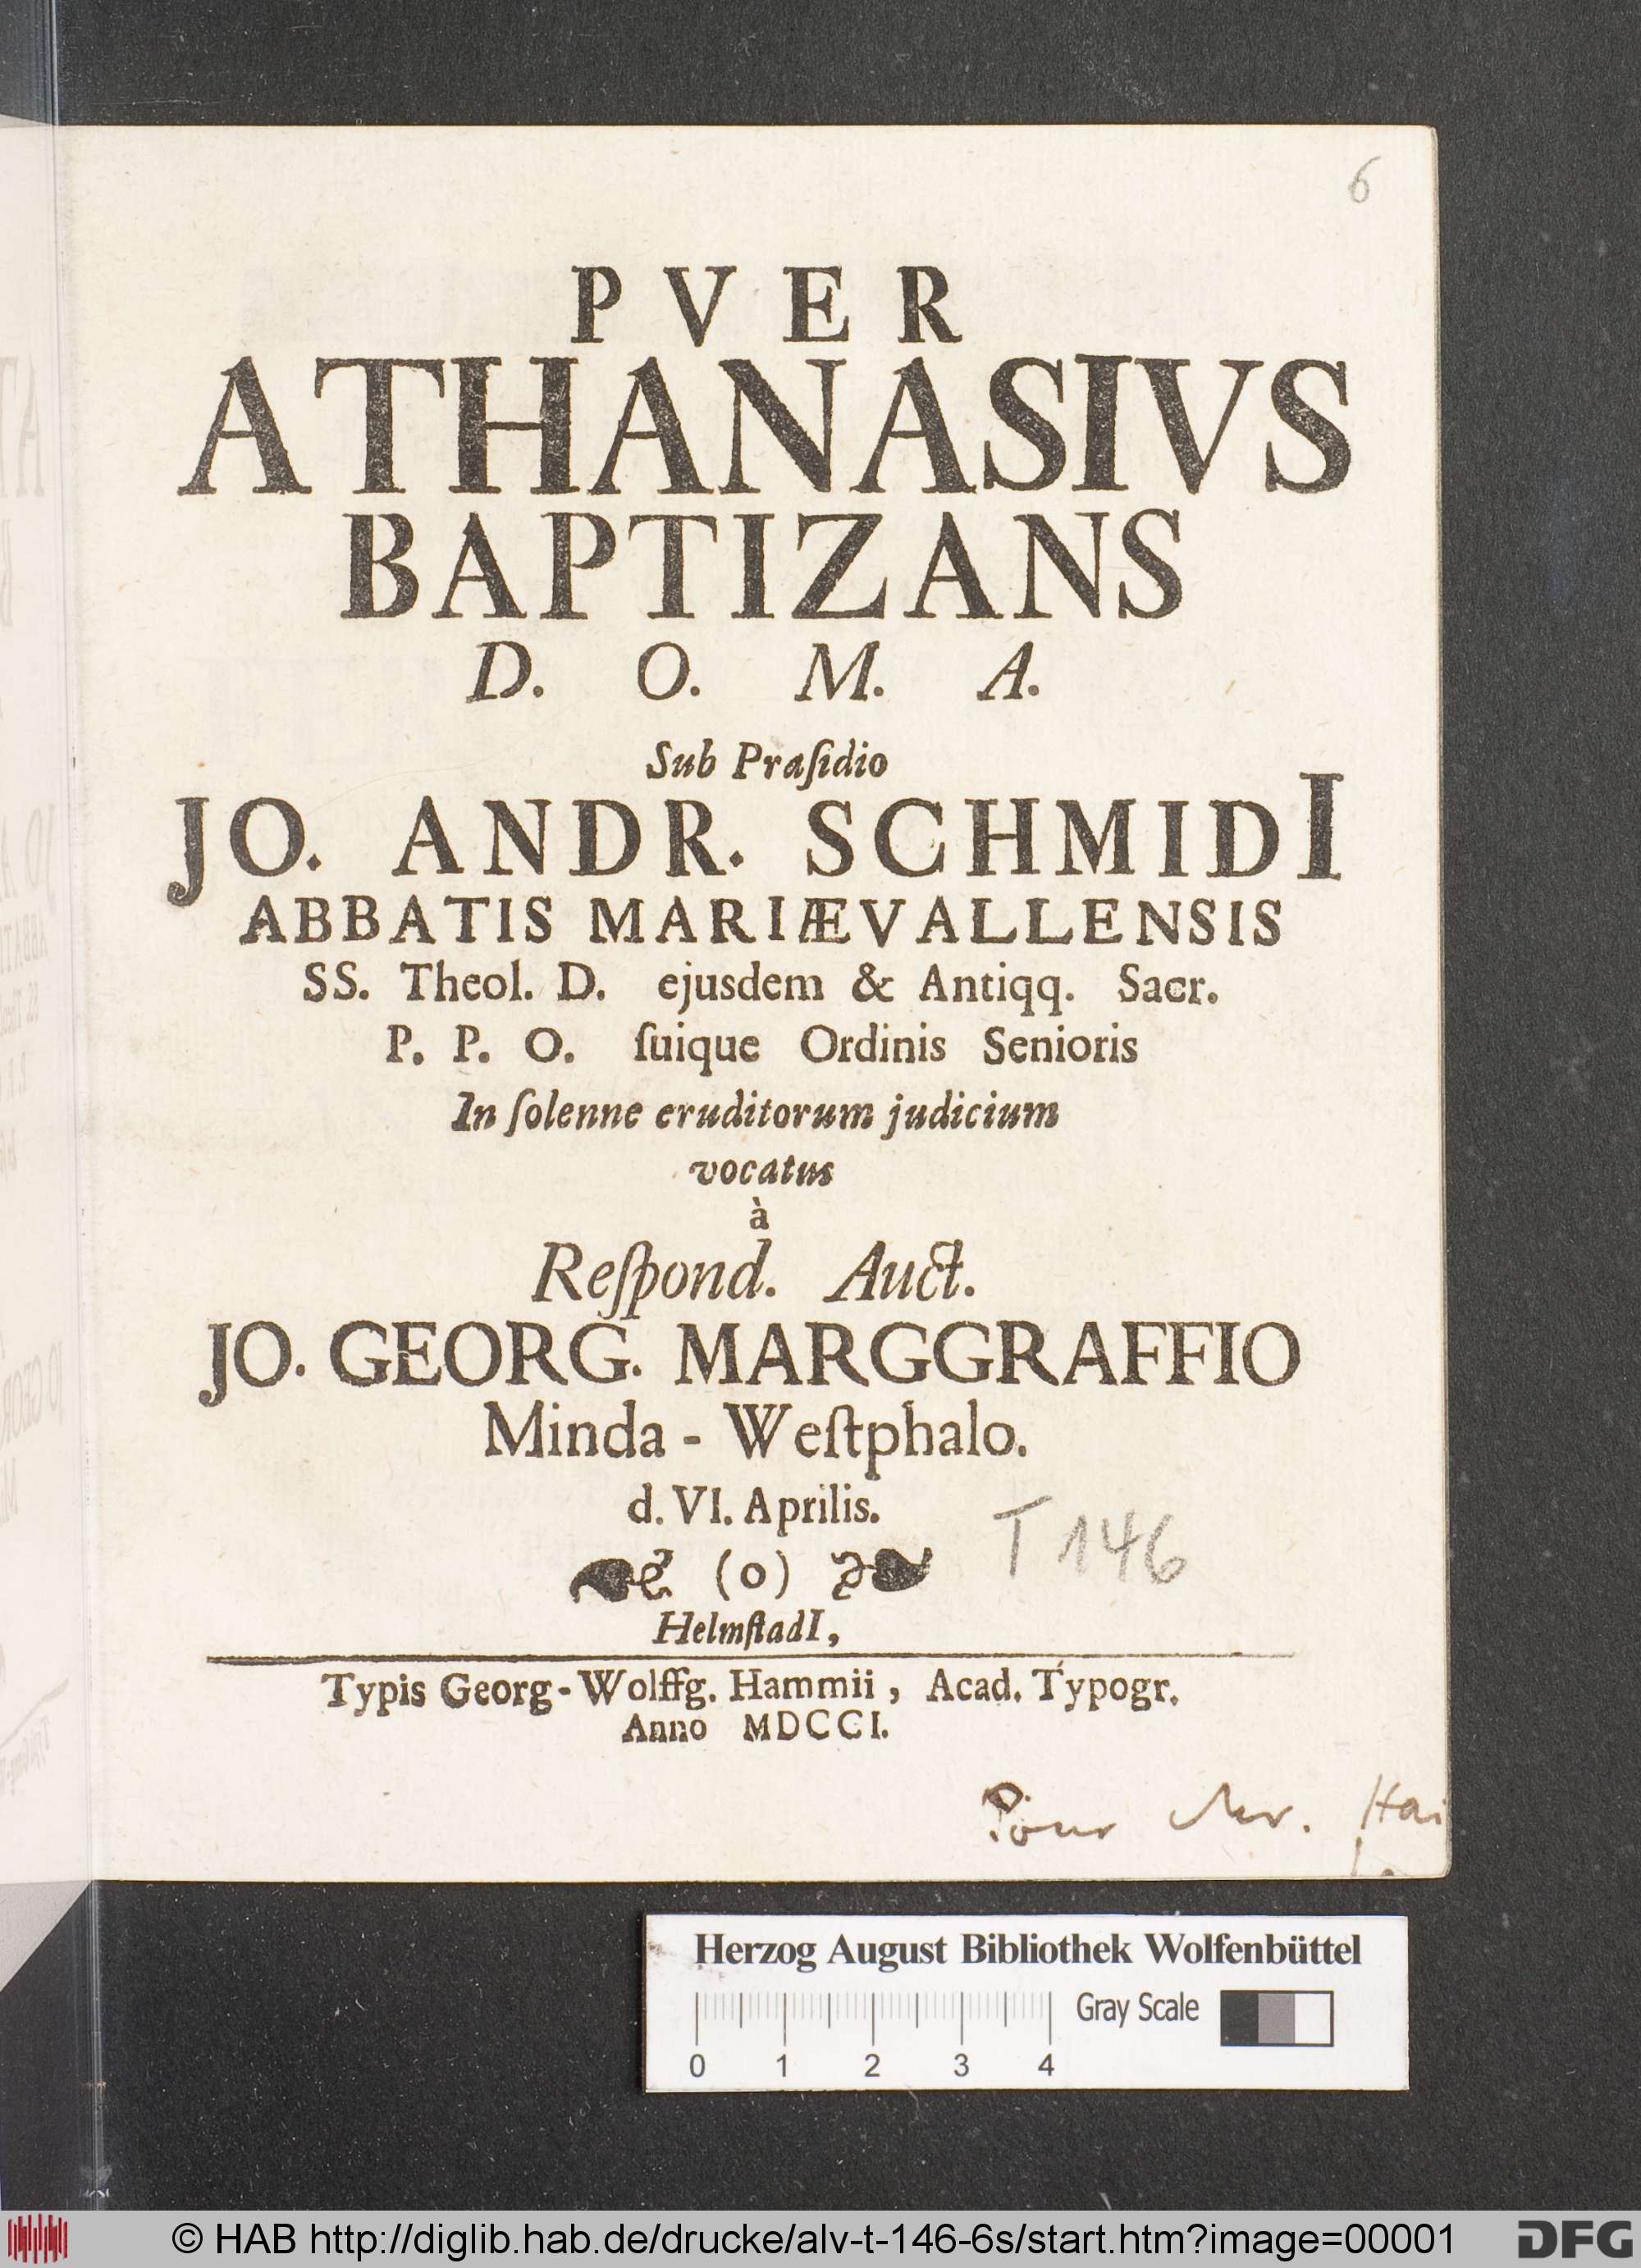 6
PVER
ATHANASIVS
BAPTIZANS
D. O. M. A.
Sub Præſidio
JO. ANDR. SCHMIDI
ABBATIS MARIÆVALLENSIS
SS. Theol. D. ejusdem & Antiqq. Sacr.
P. P. O. ſuique Ordinis Senioris
In ſolenne eruditorum judicium
vocatus
à
Reſpond. Auct.
JO. GEORG. MARGGRAFFIO
Minda - Weſtphalo.
d. VI. Aprilis.
T 146
(o)
HelmſtadI,
Typis Georg-Wolffg. Hammii, Acad. Typogr.
Anno MDCCI.
Pour Mr. Hai
Herzog August Bibliothek Wolfenbüttel
Gray Scale
0 1 2 3 4
© HAB http://diglib.hab.de/drucke/alv-t-146-6s/start.htm?image=00001
DFG